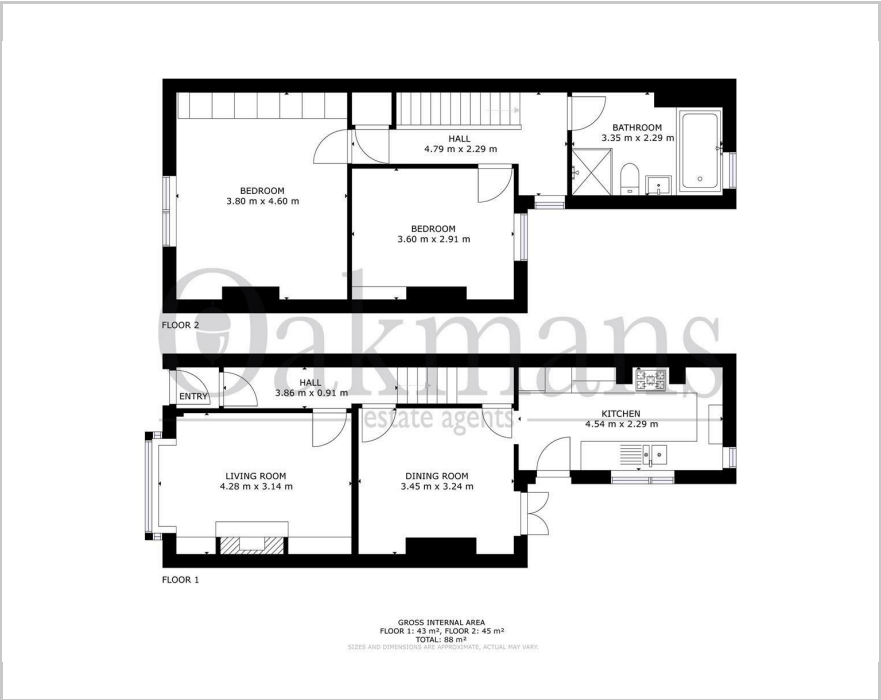 BATHROOM
3.35 m x 2.29 m
HALL
4.79 m x 2.29 m
BEDROOM
3.80 m x 4.60 m
BEDROOM
3.60 m x 2.91 m
FLOOR 2
Oakmans
estate agents
HALL
3.86 m x 0.91 m
ENTRY
KITCHEN
4.54 m x 2.29 m
LIVING ROOM
4.28 m x 3.14 m
DINING ROOM
3.45 m x 3.24 m
FLOOR 1
GROSS INTERNAL AREA
FLOOR 1: 43 m², FLOOR 2: 45 m²
TOTAL: 88 m²
SIZES AND DIMENSIONS ARE APPROXIMATE, ACTUAL MAY VARY.